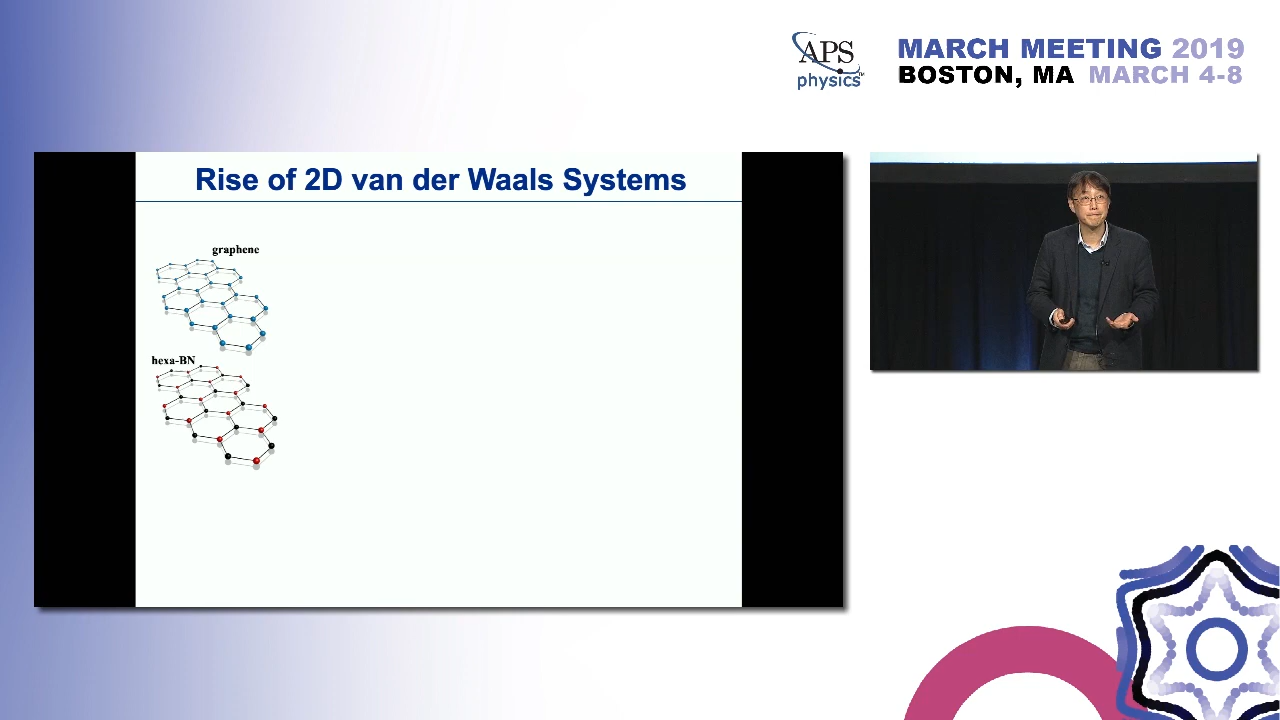 APS
physics™
MARCH MEETING 2019
BOSTON, MA MARCH 4-8
Rise of 2D van der Waals Systems
graphene
hexa-BN